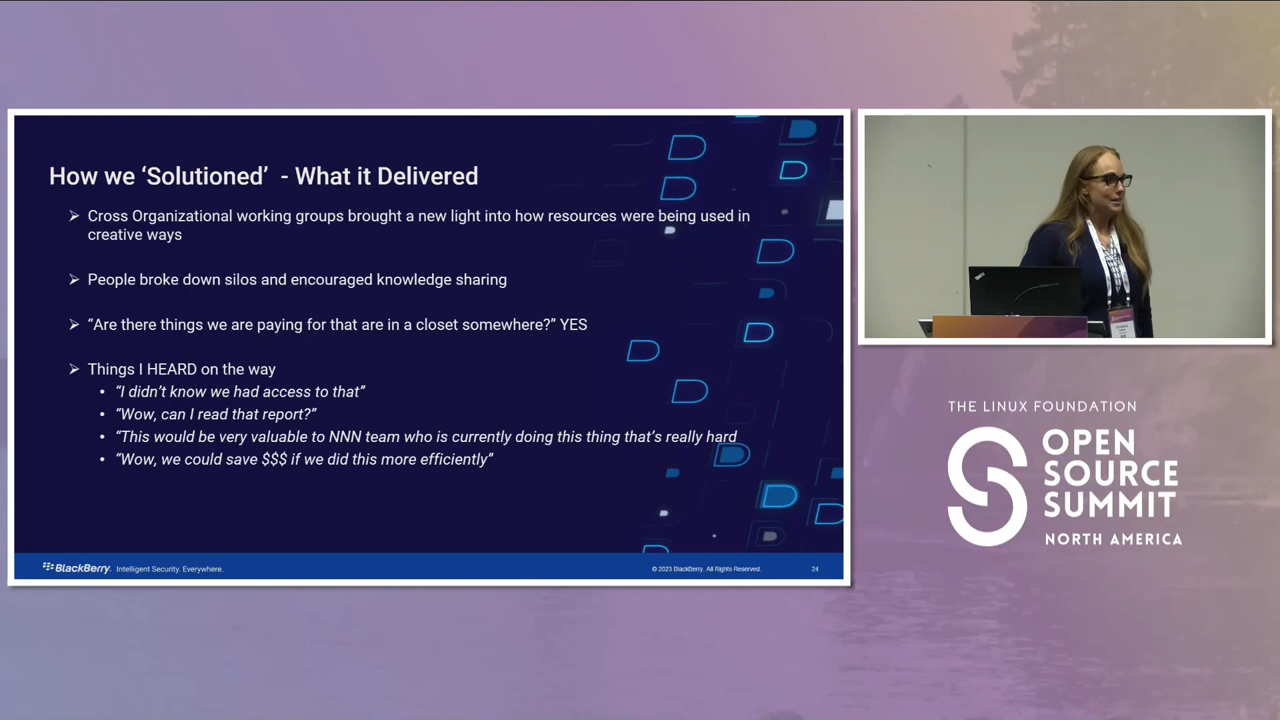 How we ‘Solutioned’ - What it Delivered
Cross Organizational working groups brought a new light into how resources were being used in
creative ways
People broke down silos and encouraged knowledge sharing
“Are there things we are paying for that are in a closet somewhere?” YES
Things I HEARD on the way
“I didn’t know we had access to that”
“Wow, can I read that report?”
“This would be very valuable to NNN team who is currently doing this thing that’s really hard
“Wow, we could save $$$ if we did this more efficiently”
BlackBerry. Intelligent Security. Everywhere.
© 2023 BlackBerry. All Rights Reserved.
24
THE LINUX FOUNDATION
OPEN
SOURCE
SUMMIT
NORTH AMERICA